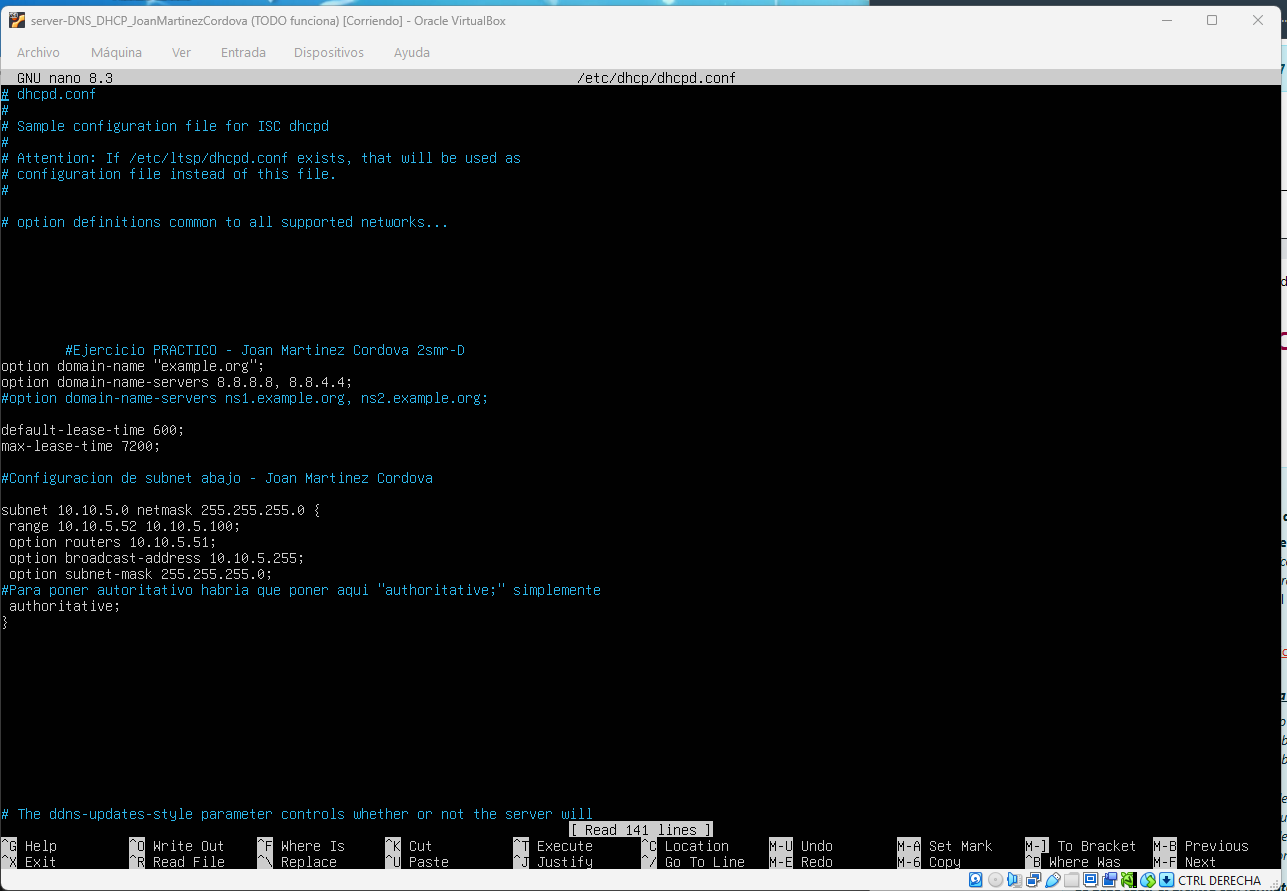 server-DNS_DHCP_JoanMartinezCordova (TODO funciona) [Corriendo] - Oracle VirtualBox
Archivo Máquina Ver Entrada Dispositivos Ayuda
GNU nano 8.3 /etc/dhcp/dhcpd.conf
# dhcpd.conf
#
# Sample configuration file for ISC dhcpd
#
# Attention: If /etc/ltsp/dhcpd.conf exists, that will be used as
# configuration file instead of this file.
#
# option definitions common to all supported networks...
#Ejercicio PRACTICO - Joan Martinez Cordova 2smr-D
option domain-name "example.org";
option domain-name-servers 8.8.8.8, 8.8.4.4;
#option domain-name-servers ns1.example.org, ns2.example.org;
default-lease-time 600;
max-lease-time 7200;
#Configuracion de subnet abajo - Joan Martinez Cordova
subnet 10.10.5.0 netmask 255.255.255.0 {
range 10.10.5.52 10.10.5.100;
option routers 10.10.5.51;
option broadcast-address 10.10.5.255;
option subnet-mask 255.255.255.0;
#Para poner autoritativo habria que poner aqui "authoritative;" simplemente
authoritative;
}
# The ddns-updates-style parameter controls whether or not the server will
[ Read 141 lines ]
^G Help ^O Write Out ^F Where Is ^K Cut ^T Execute ^C Location M-U Undo M-A Set Mark M-] To Bracket M-B Previous
^X Exit ^R Read File ^\ Replace ^U Paste ^J Justify ^/ Go To Line M-E Redo M-6 Copy ^B Where Was M-F Next
CTRL DERECHA